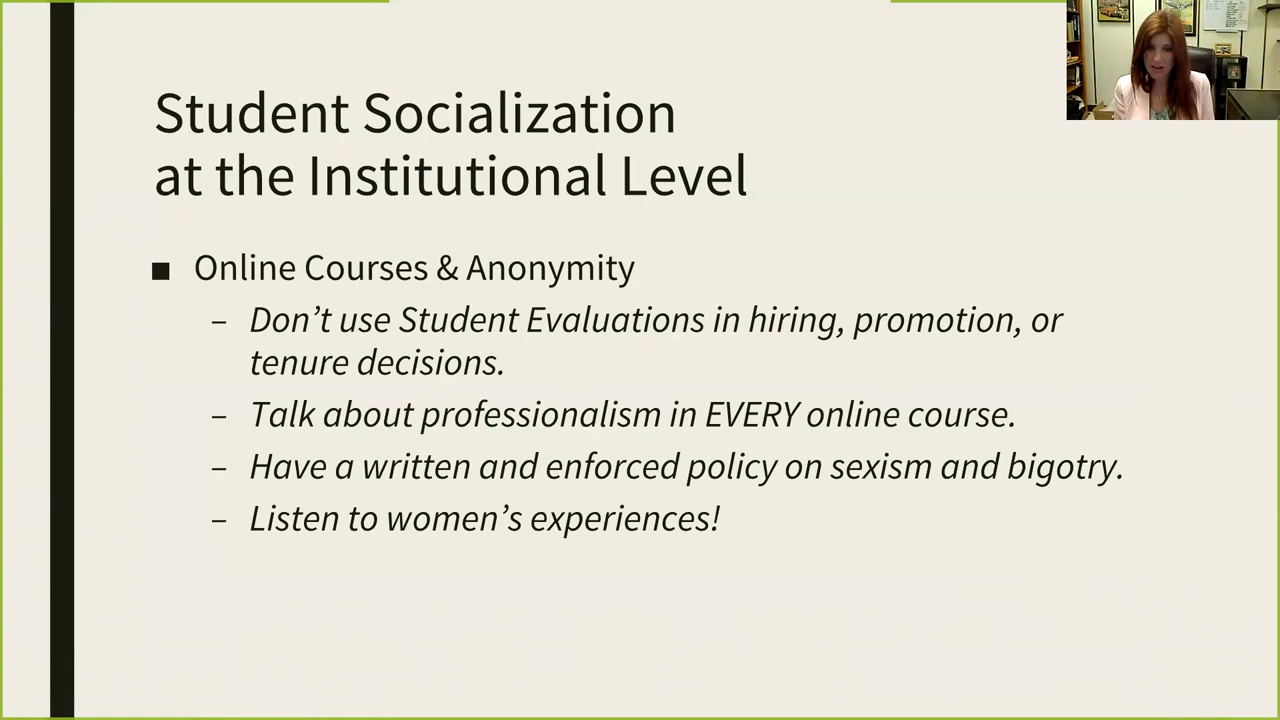 Student Socialization
at the Institutional Level
■ Online Courses & Anonymity
– Don’t use Student Evaluations in hiring, promotion, or
tenure decisions.
– Talk about professionalism in EVERY online course.
– Have a written and enforced policy on sexism and bigotry.
– Listen to women’s experiences!